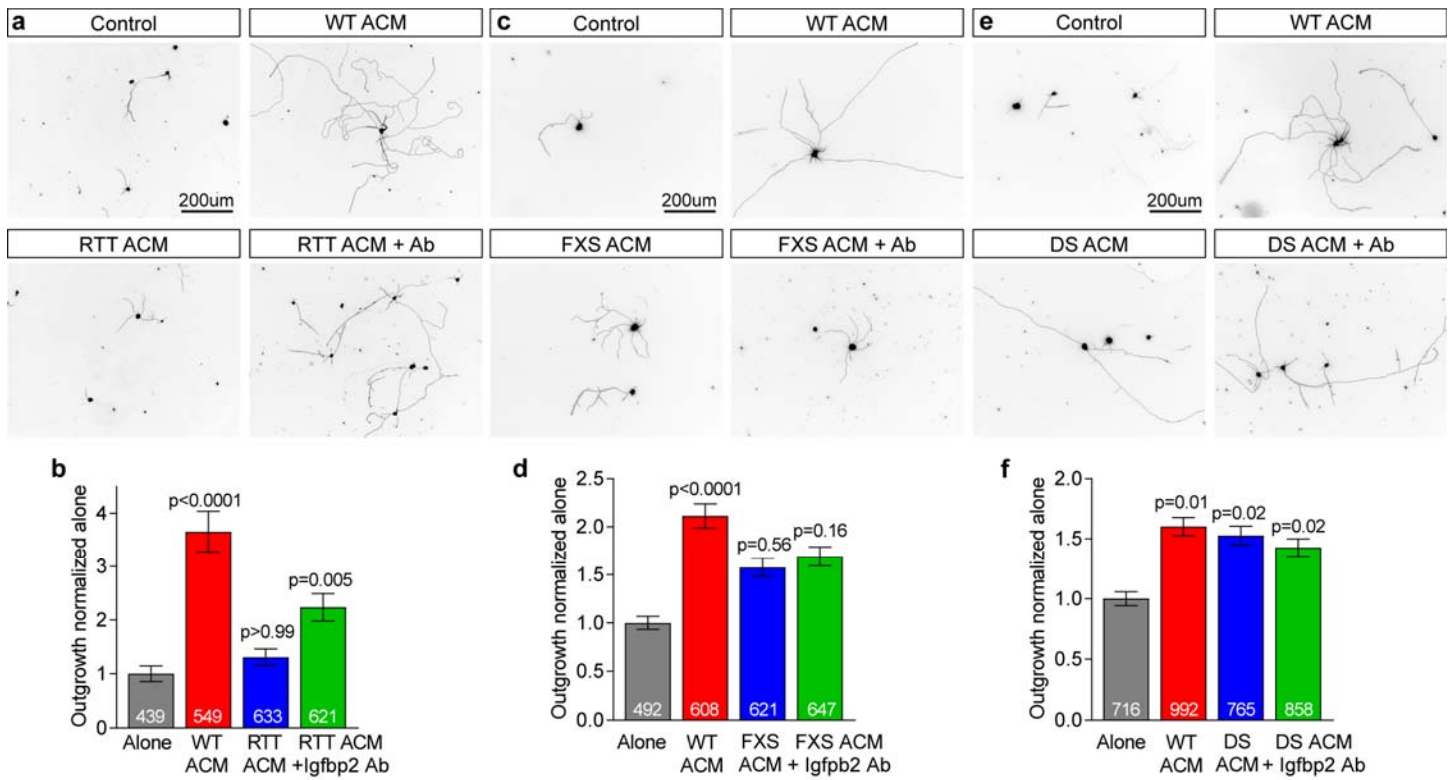 a
Control
WT ACM
200um
RTT ACM
RTT ACM + Ab
c
Control
WT ACM
200um
FXS ACM
FXS ACM + Ab
e
Control
WT ACM
200um
DS ACM
DS ACM + Ab
b
Outgrowth normalized alone
4
3
2
1
0
p<0.0001
p>0.99
p=0.005
439
549
633
621
Alone
WT
ACM
RTT
ACM
RTT ACM
+Igfbp2 Ab
d
Outgrowth normalized alone
2.5
2.0
1.5
1.0
0.5
0.0
p<0.0001
p=0.56
p=0.16
492
608
621
647
Alone
WT
ACM
FXS
ACM
FXS ACM
+ Igfpb2 Ab
f
Outgrowth normalized alone
2.0
1.5
1.0
0.5
0.0
p=0.01
p=0.02
p=0.02
716
992
765
858
Alone
WT
ACM
DS
ACM
DS ACM
+ Igfbp2 Ab